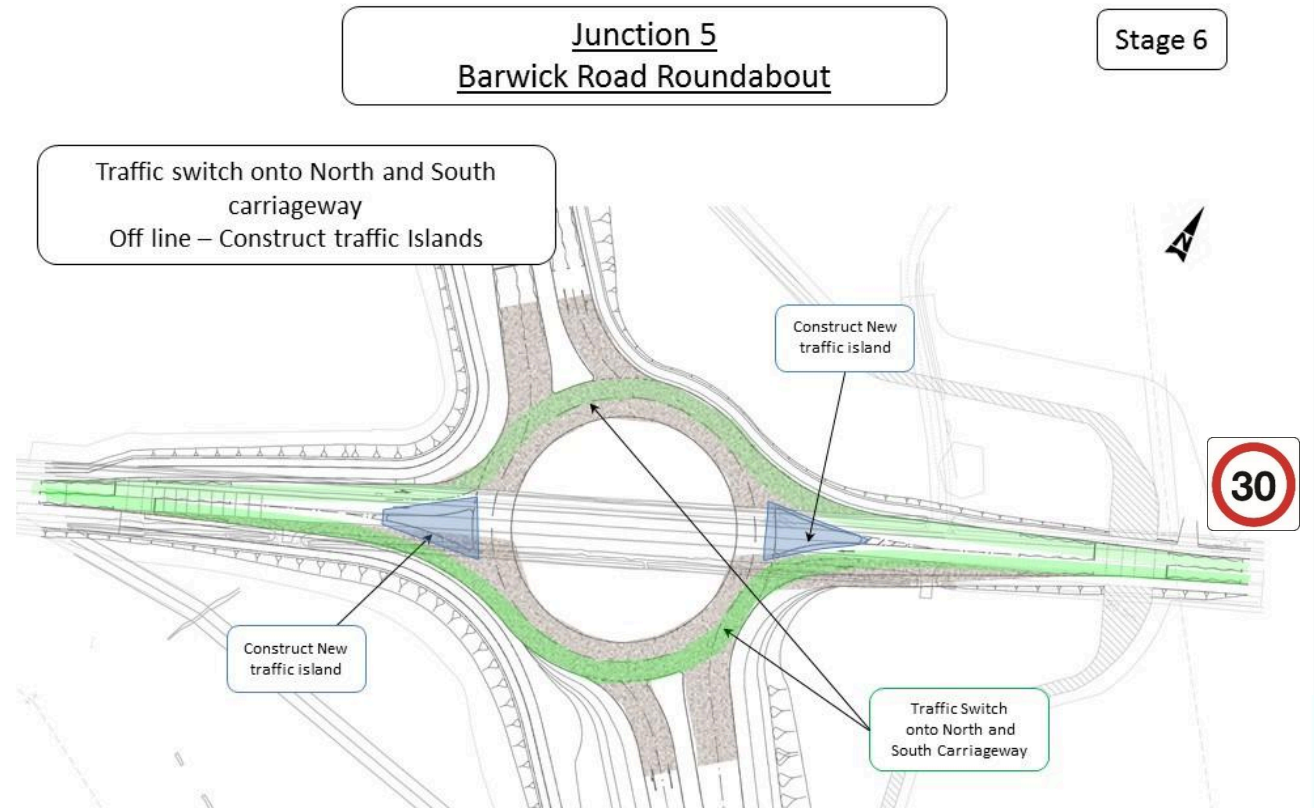 Junction 5
Barwick Road Roundabout
Stage 6
Traffic switch onto North and South
carriageway
Off line – Construct traffic Islands
N
Construct New
traffic island
30
Construct New
traffic island
Traffic Switch
onto North and
South Carriageway